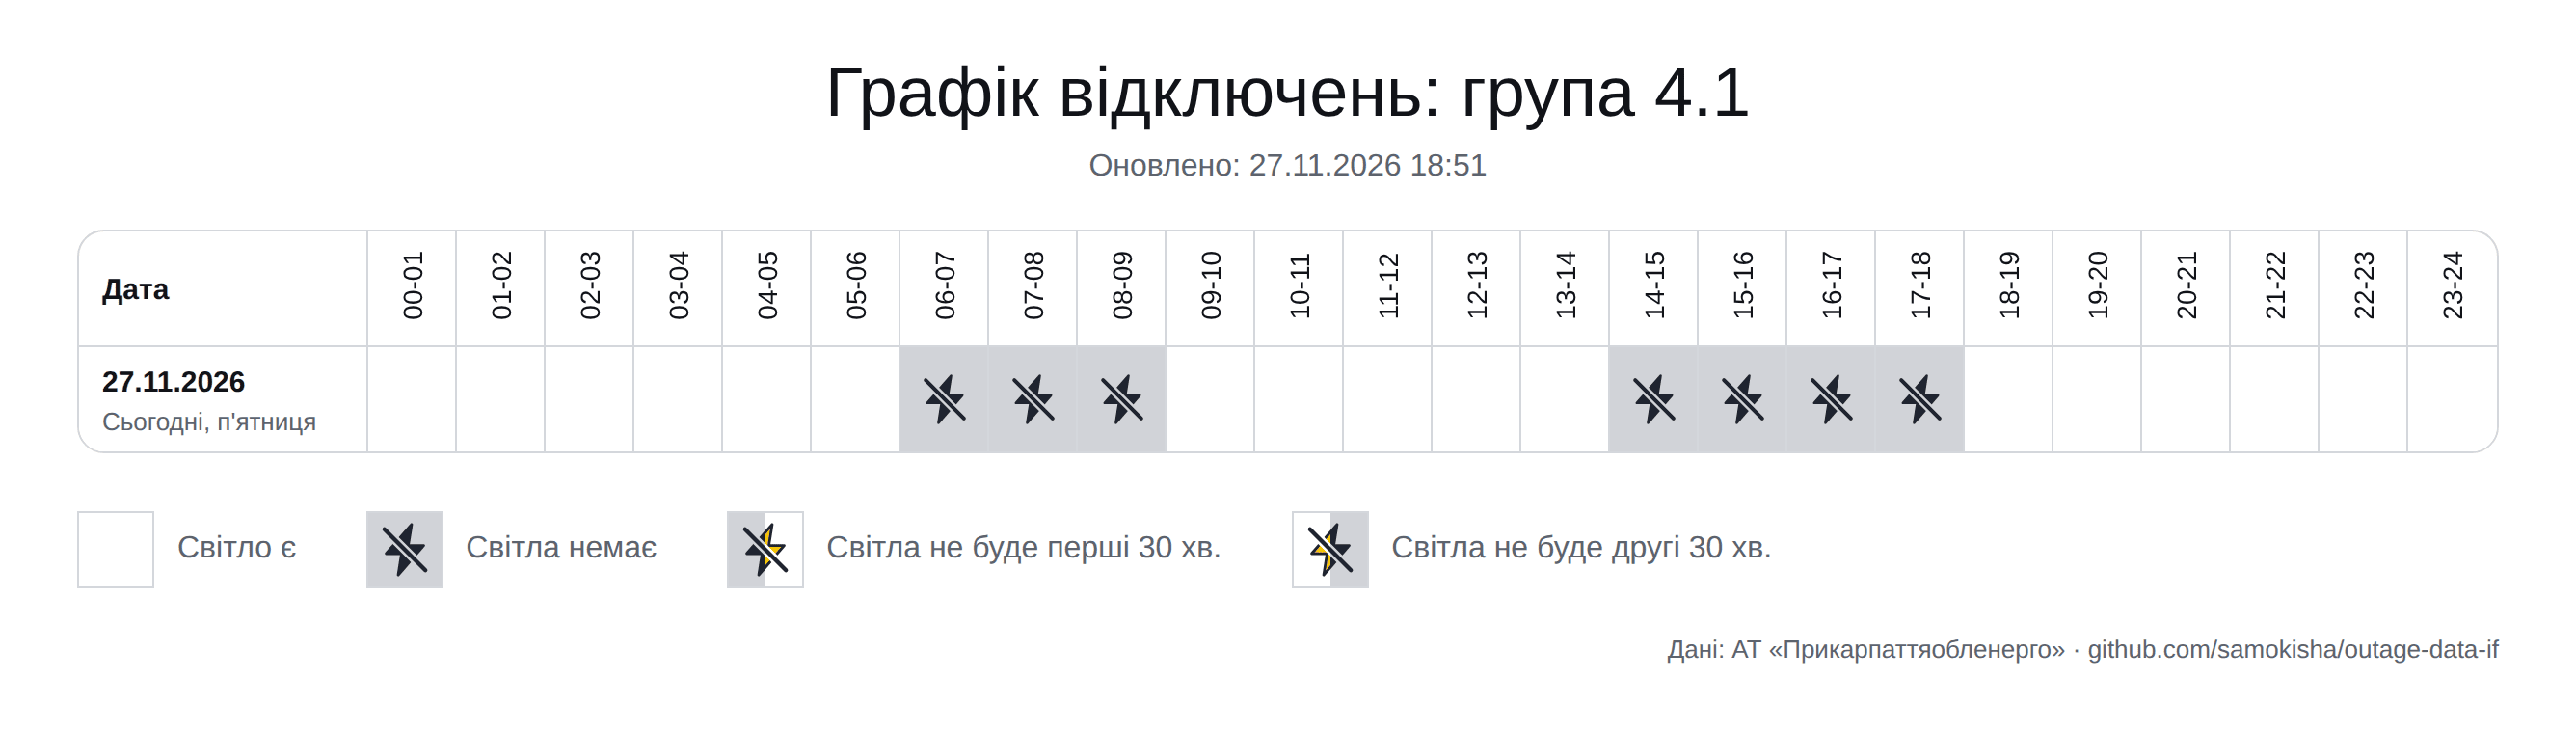 Графік відключень: група 4.1
Оновлено: 27.11.2026 18:51
Дата 00-01 01-02 02-03 03-04 04-05 05-06 06-07 07-08 08-09 09-10 10-11 11-12 12-13 13-14 14-15 15-16 16-17 17-18 18-19 19-20 20-21 21-22 22-23 23-24
27.11.2026
Сьогодні, п'ятниця
Світло є Світла немає Світла не буде перші 30 хв. Світла не буде другі 30 хв.
Дані: АТ «Прикарпаттяобленерго» · github.com/samokisha/outage-data-if